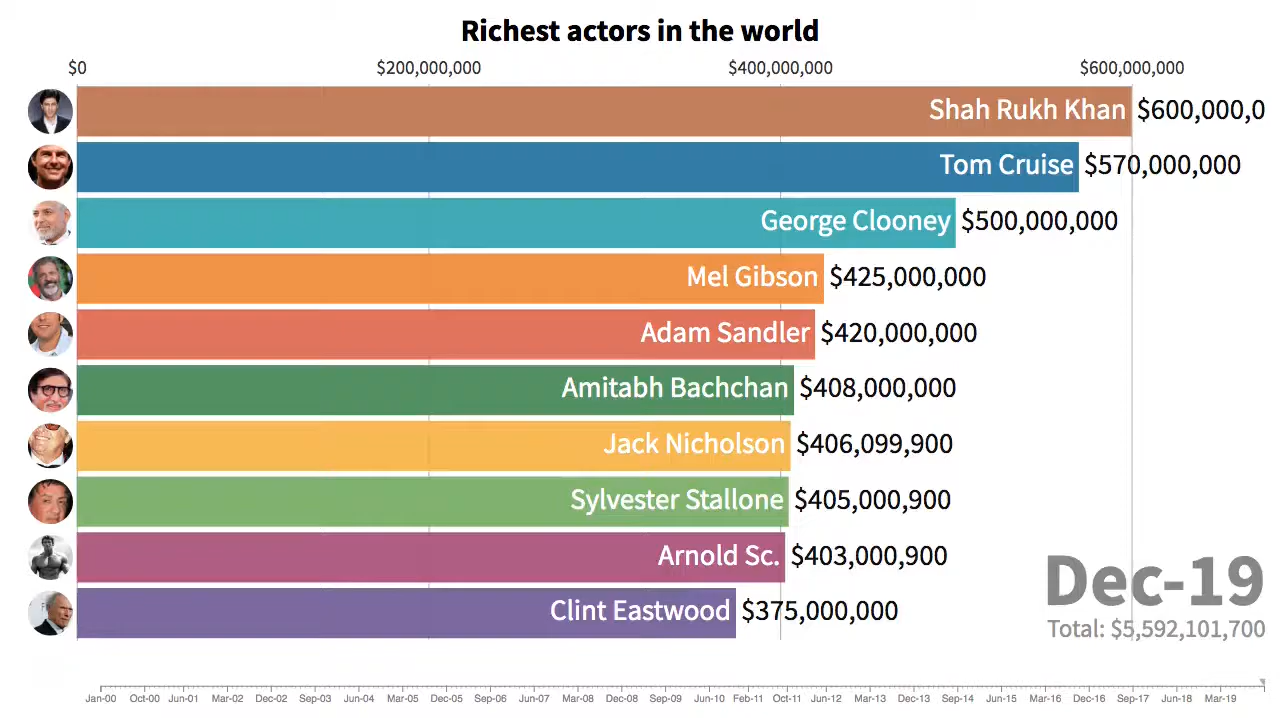 Richest actors in the world
$0 $200,000,000 $400,000,000 $600,000,000
Shah Rukh Khan $600,000,0
Tom Cruise $570,000,000
George Clooney $500,000,000
Mel Gibson $425,000,000
Adam Sandler $420,000,000
Amitabh Bachchan $408,000,000
Jack Nicholson $406,099,900
Sylvester Stallone $405,000,900
Arnold Sc. $403,000,900
Clint Eastwood $375,000,000
Dec-19
Total: $5,592,101,700
Jan-00 Oct-00 Jun-01 Mar-02 Dec-02 Sep-03 Jun-04 Mar-05 Dec-05 Sep-06 Jun-07 Mar-08 Dec-08 Sep-09 Jun-10 Feb-11 Oct-11 Jun-12 Mar-13 Dec-13 Sep-14 Jun-15 Mar-16 Dec-16 Sep-17 Jun-18 Mar-19